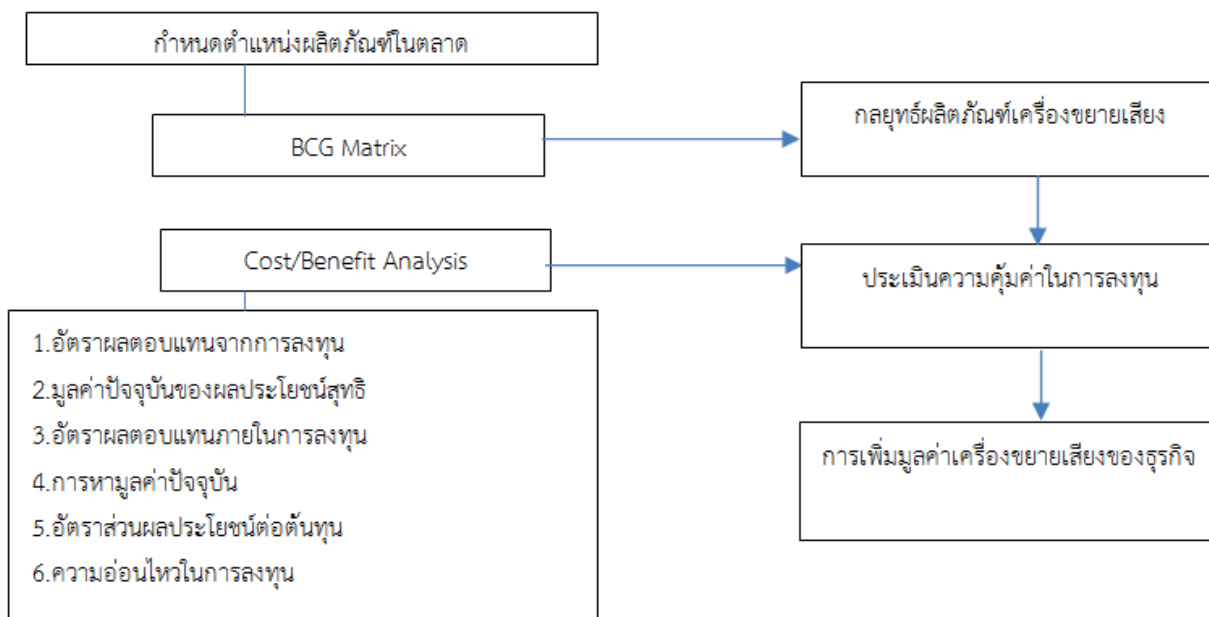 กำหนดตำแหน่งผลิตภัณฑ์ในตลาด
BCG Matrix
กลยุทธ์ผลิตภัณฑ์เครื่องขยายเสียง
Cost/Benefit Analysis
ประเมินความคุ้มค่าในการลงทุน
1.อัตราผลตอบแทนจากการลงทุน
2.มูลค่าปัจจุบันของผลประโยชน์สุทธิ
3.อัตราผลตอบแทนภายในการลงทุน
4.การหามูลค่าปัจจุบัน
5.อัตราส่วนผลประโยชน์ต่อต้นทุน
6.ความอ่อนไหวในการลงทุน
การเพิ่มมูลค่าเครื่องขยายเสียงของธุรกิจ